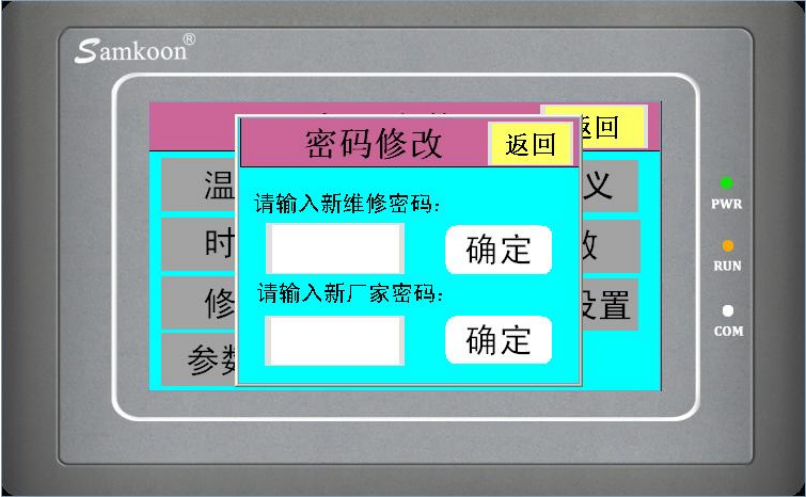 Samkoon®
返回
密码修改 返回
温 义
请输入新维修密码:
PWR
确定
时
RUN
请输入新厂家密码:
修 设置
COM
确定
参数